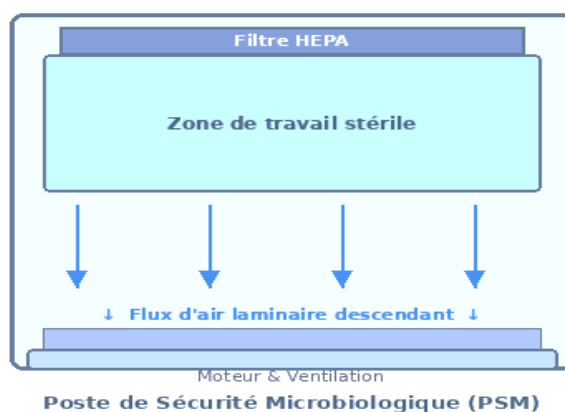 Filtre HEPA
Zone de travail stérile
↓ Flux d'air laminaire descendant ↓
Moteur & Ventilation
Poste de Sécurité Microbiologique (PSM)